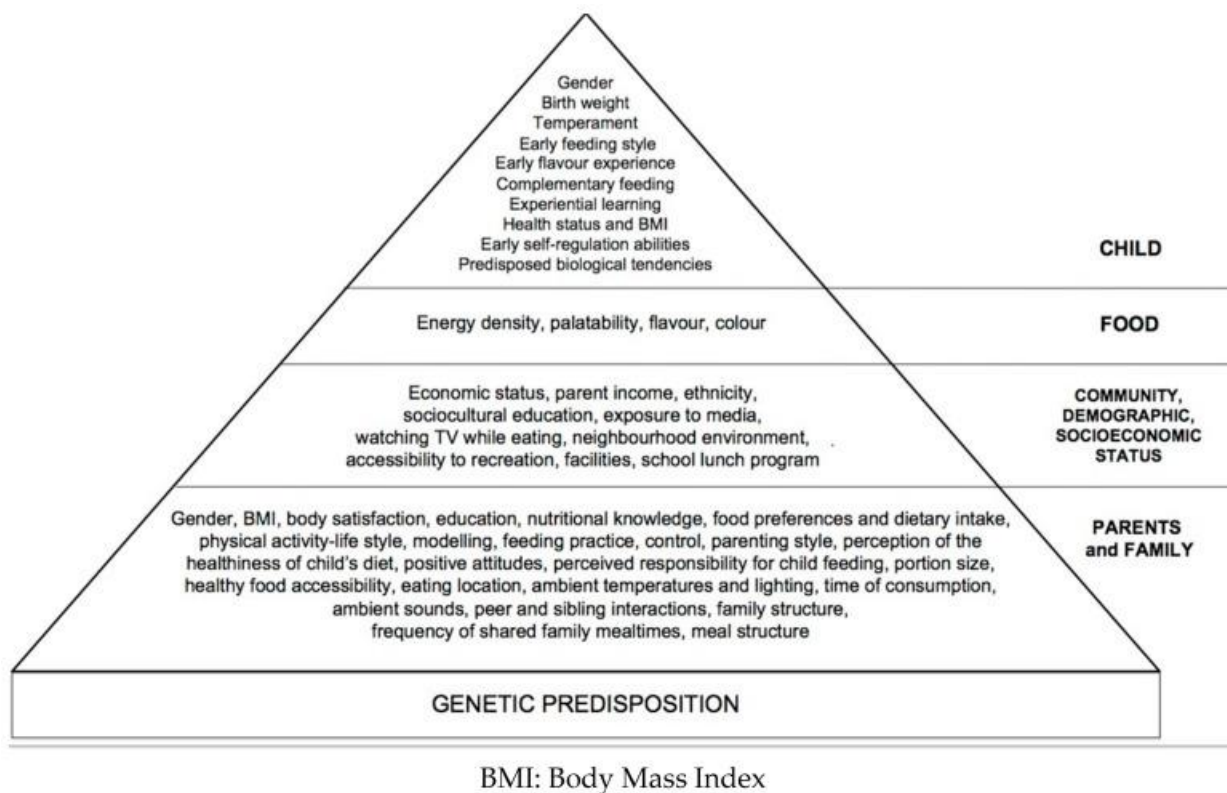 Gender
Birth weight
Temperament
Early feeding style
Early flavour experience
Complementary feeding
Experiential learning
Health status and BMI
Early self-regulation abilities
Predisposed biological tendencies
CHILD
Energy density, palatability, flavour, colour
FOOD
Economic status, parent income, ethnicity,
sociocultural education, exposure to media,
watching TV while eating, neighbourhood environment,
accessibility to recreation, facilities, school lunch program
COMMUNITY,
DEMOGRAPHIC,
SOCIOECONOMIC
STATUS
Gender, BMI, body satisfaction, education, nutritional knowledge, food preferences and dietary intake,
physical activity-life style, modelling, feeding practice, control, parenting style, perception of the
healthiness of child's diet, positive attitudes, perceived responsibility for child feeding, portion size,
healthy food accessibility, eating location, ambient temperatures and lighting, time of consumption,
ambient sounds, peer and sibling interactions, family structure,
frequency of shared family mealtimes, meal structure
PARENTS
and FAMILY
GENETIC PREDISPOSITION
BMI: Body Mass Index